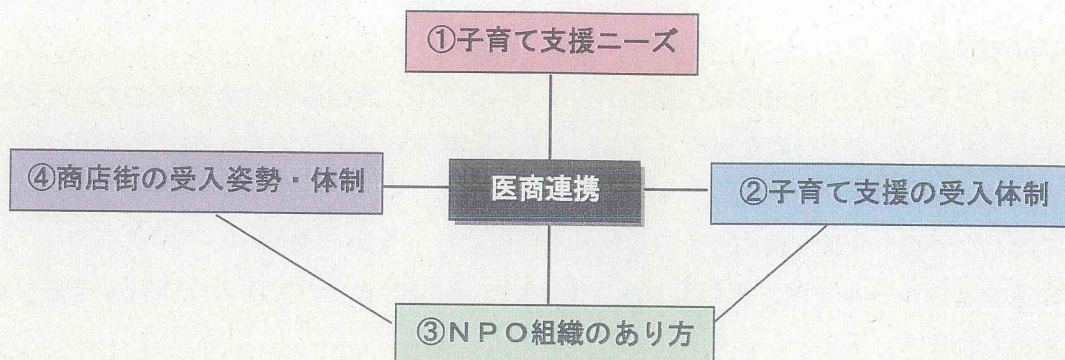 ①子育て支援ニーズ
④商店街の受入姿勢・体制
医商連携
②子育て支援の受入体制
③ＮＰＯ組織のあり方